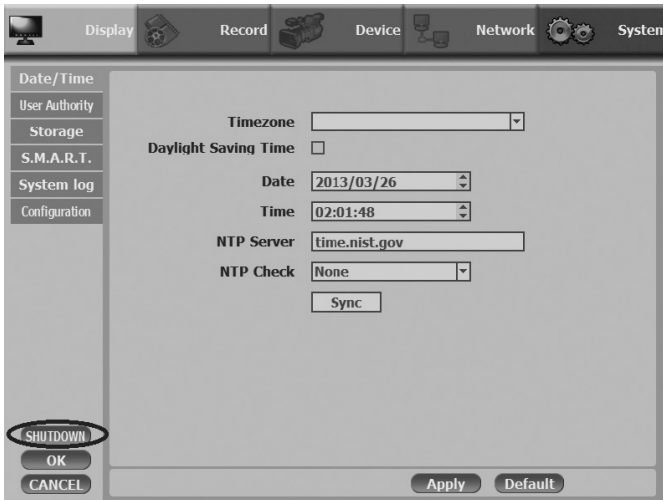 Display Record Device Network System
Date/Time
User Authority
Storage
S.M.A.R.T.
System log
Configuration
Timezone
Daylight Saving Time
Date 2013/03/26
Time 02:01:48
NTP Server time.nist.gov
NTP Check None
Sync
SHUTDOWN
OK
CANCEL
Apply Default